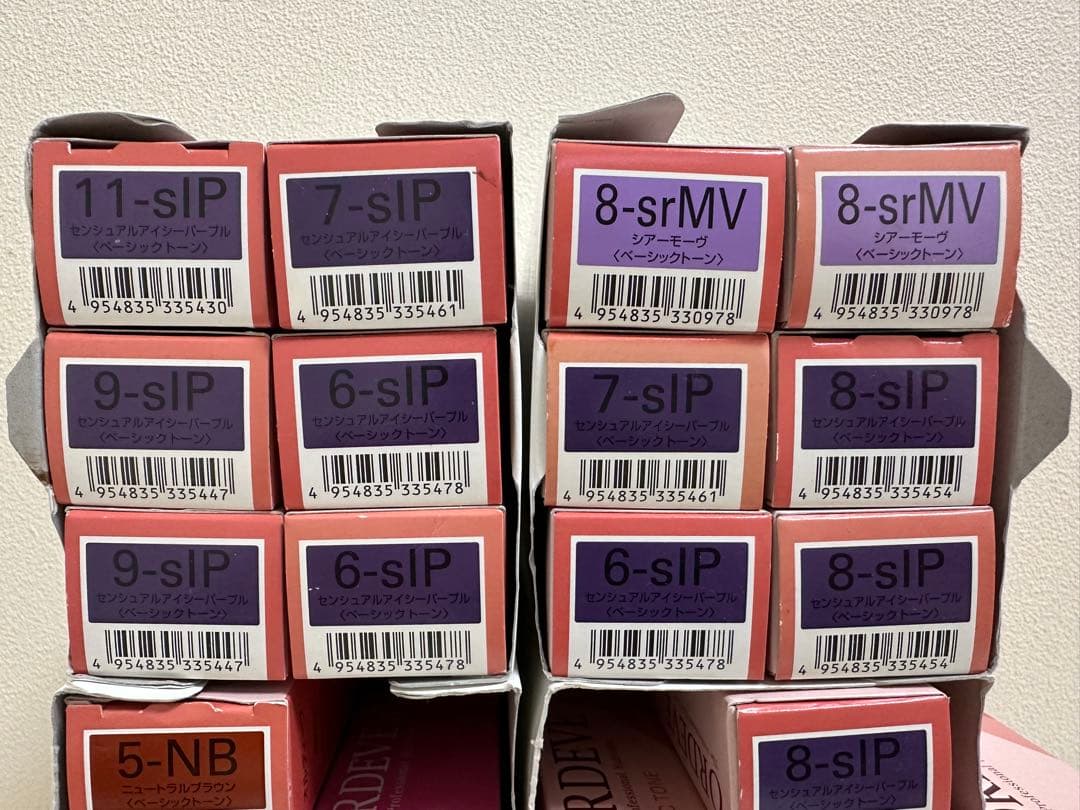 11-sIP
センシュアルアイシーパープル
〈ベーシックトーン〉
4 954835 335430
7-sIP
センシュアルアイシーパープル
〈ベーシックトーン〉
4 954835 335461
8-srMV
シアーモーヴ
〈ベーシックトーン〉
4 954835 330978
8-srMV
シアーモーヴ
〈ベーシックトーン〉
4 954835 330978
9-sIP
センシュアルアイシーパープル
〈ベーシックトーン〉
4 954835 335447
6-sIP
センシュアルアイシーパープル
〈ベーシックトーン〉
4 954835 335478
7-sIP
センシュアルアイシーパープル
〈ベーシックトーン〉
4 954835 335461
8-sIP
センシュアルアイシーパープル
〈ベーシックトーン〉
4 954835 335454
9-sIP
センシュアルアイシーパープル
〈ベーシックトーン〉
4 954835 335447
6-sIP
センシュアルアイシーパープル
〈ベーシックトーン〉
4 954835 335478
6-sIP
センシュアルアイシーパープル
〈ベーシックトーン〉
4 954835 335478
8-sIP
センシュアルアイシーパープル
〈ベーシックトーン〉
4 954835 335454
5-NB
ニュートラルブラウン
〈ベーシックトーン〉
RDEVE
RDEVE
ORDE
8-sIP
センシュアルアイシーパープル
〈ベーシックトーン〉
Professional